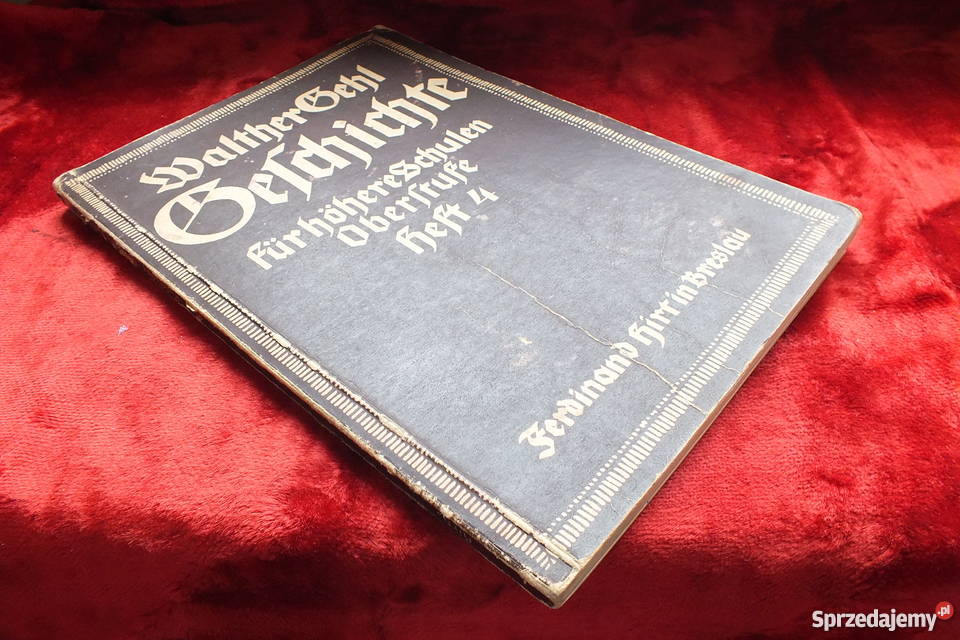 Walther Gehl
Geschichte
für höhere Schulen
Oberstufe
Heft 4
Ferdinand Hirt in Breslau
Sprzedajemy.pl